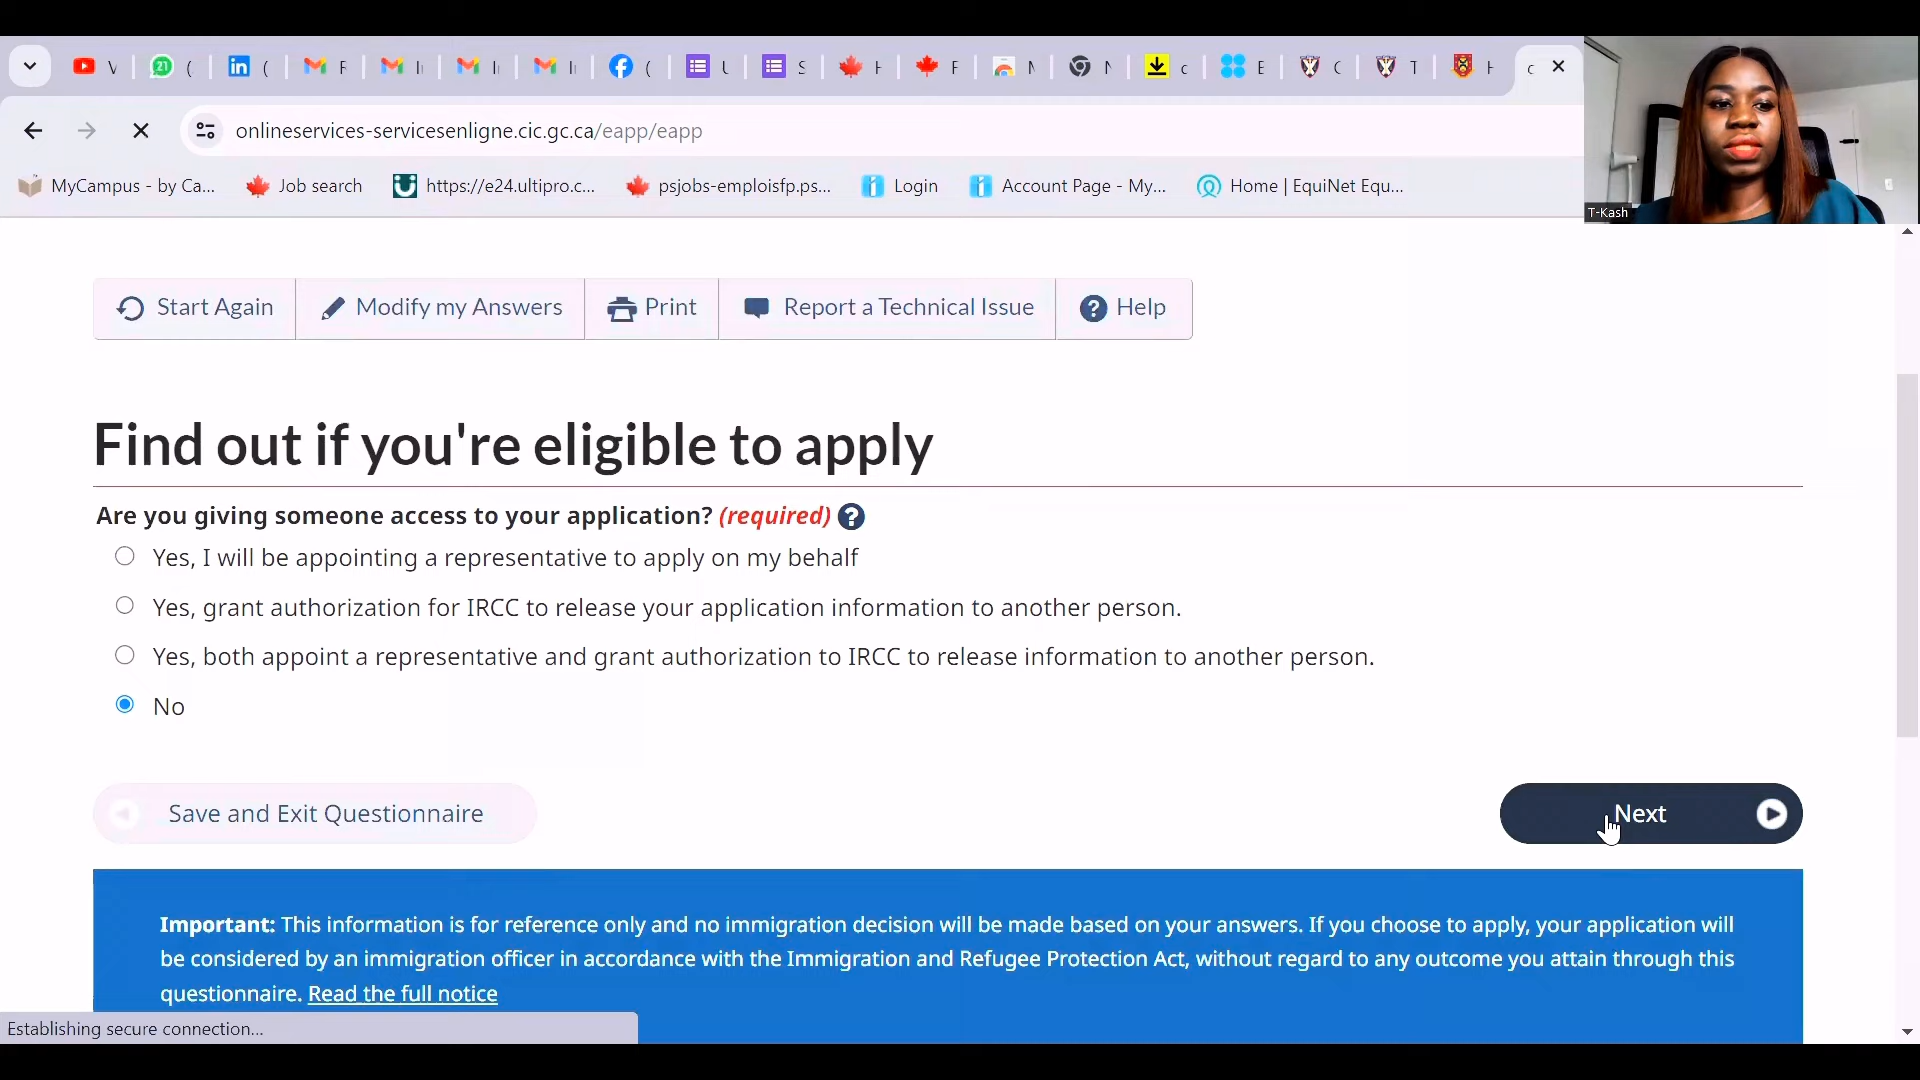 V
21
(
(
F
I
I
I
(
U
S
H
F
M
N
c
E
C
T
H
c
onlineservices-servicesenligne.cic.gc.ca/eapp/eapp
MyCampus - by Ca...
Job search
https://e24.ultipro.c...
psjobs-emploisfp.ps...
Login
Account Page - My...
Home | EquiNet Equ...
T-Kash
Start Again
Modify my Answers
Print
Report a Technical Issue
Help
Find out if you're eligible to apply
Are you giving someone access to your application? (required)
Yes, I will be appointing a representative to apply on my behalf
Yes, grant authorization for IRCC to release your application information to another person.
Yes, both appoint a representative and grant authorization to IRCC to release information to another person.
No
Save and Exit Questionnaire
Next
Important: This information is for reference only and no immigration decision will be made based on your answers. If you choose to apply, your application will
be considered by an immigration officer in accordance with the Immigration and Refugee Protection Act, without regard to any outcome you attain through this
questionnaire. Read the full notice
Establishing secure connection...